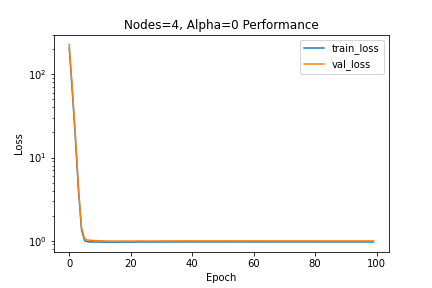 Nodes=4, Alpha=0 Performance
train_loss
val_loss
10²
10¹
10⁰
Loss
0 20 40 60 80 100
Epoch